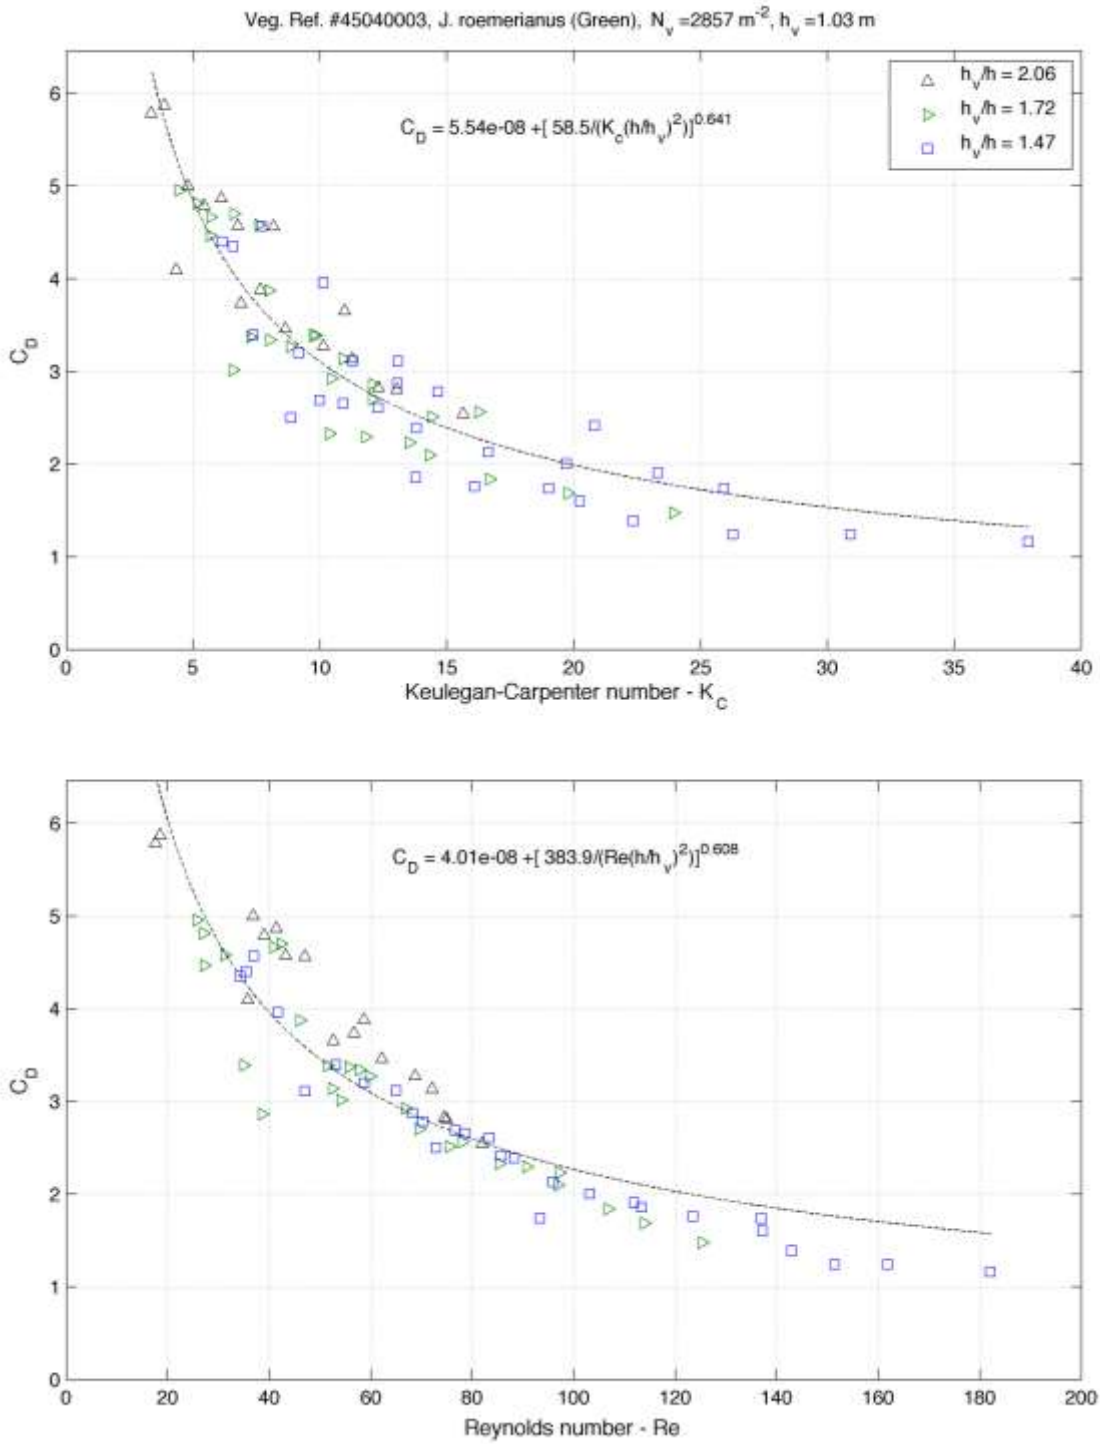 Veg. Ref. #45040003, J. roemerianus (Green), N_v =2857 m^-2, h_v =1.03 m
h_v/h = 2.06
h_v/h = 1.72
h_v/h = 1.47
C_D = 5.54e-08 +[ 58.5/(K_c(h/h_v)^2)]^0.641
C_D
6
5
4
3
2
1
0
0 5 10 15 20 25 30 35 40
Keulegan-Carpenter number - K_C
C_D = 4.01e-08 +[ 383.9/(Re(h/h_v)^2)]^0.608
C_D
6
5
4
3
2
1
0
0 20 40 60 80 100 120 140 160 180 200
Reynolds number - Re